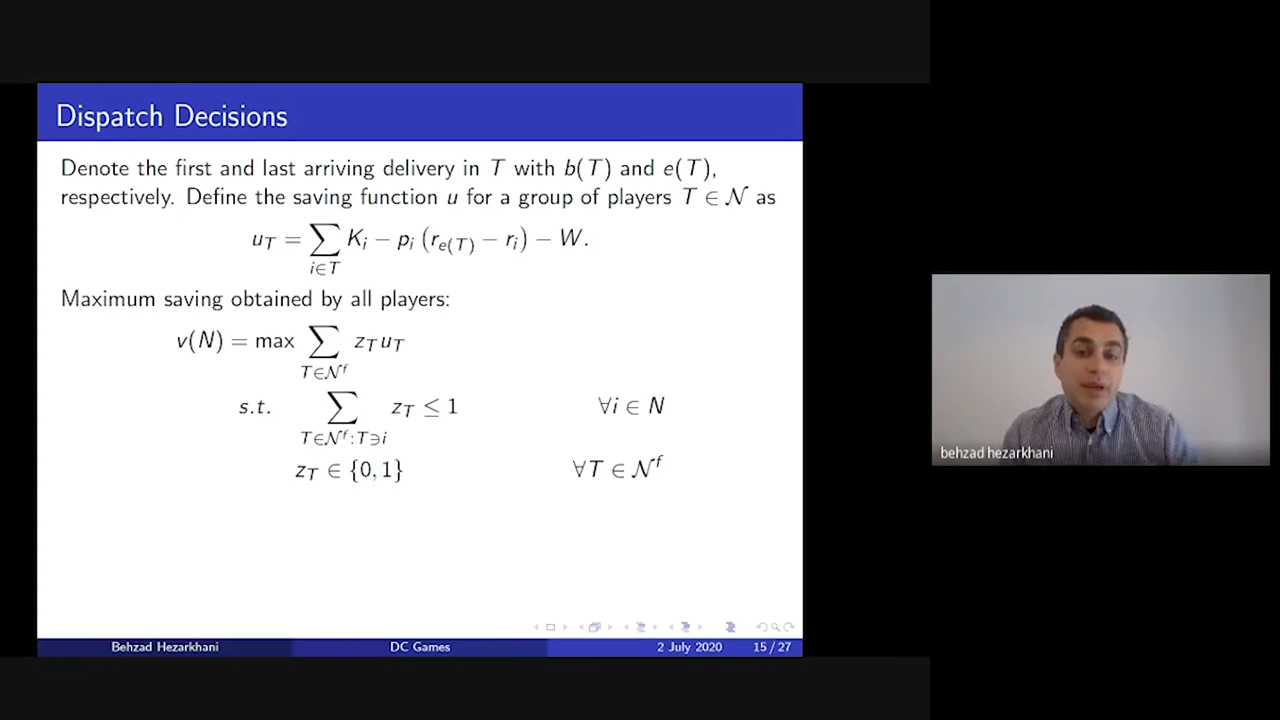 Dispatch Decisions
Denote the first and last arriving delivery in T with b(T) and e(T),
respectively. Define the saving function u for a group of players T ∈ 𝒩 as
u_T = ∑_{i∈T} K_i − p_i (r_{e(T)} − r_i) − W.
Maximum saving obtained by all players:
v(N) = max ∑_{T∈𝒩^f} z_T u_T
s.t. ∑_{T∈𝒩^f:T∋i} z_T ≤ 1 ∀i ∈ N
z_T ∈ {0, 1} ∀T ∈ 𝒩^f
behzad hezarkhani
Behzad Hezarkhani DC Games 2 July 2020 15 / 27